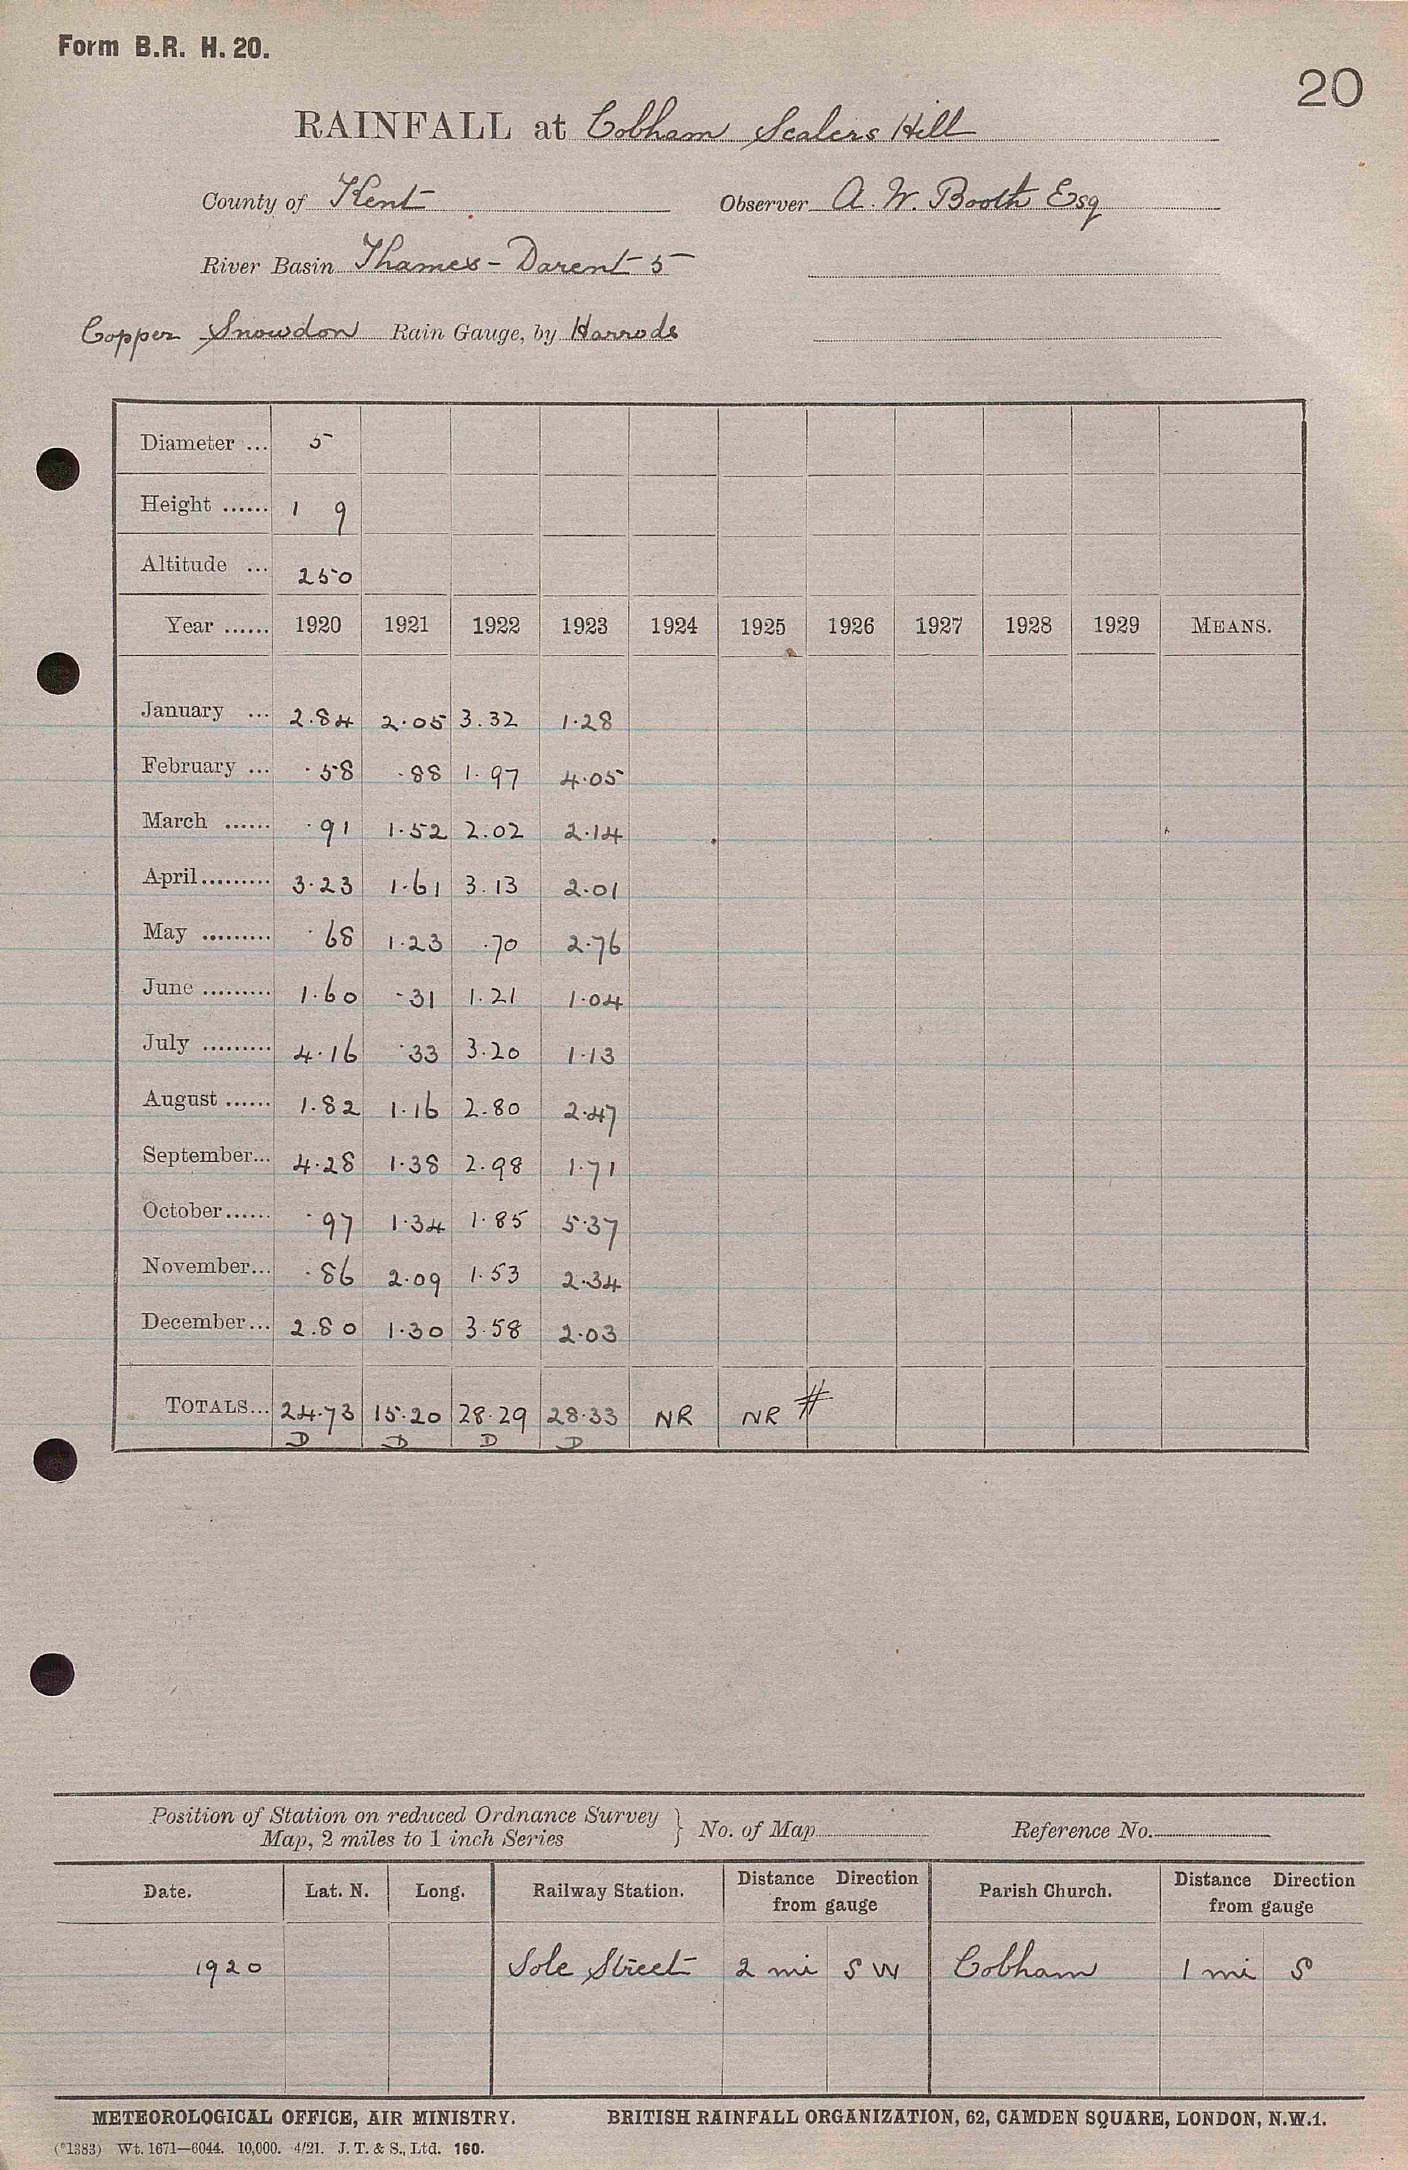 Form B.R. H. 20.
20
RAINFALL at Cobham Scalers Hill
County of Kent Observer A. W. Booth Esq
River Basin Thames - Darent 5
Copper Snowdon Rain Gauge, by Harrods
Diameter ... 5
Height ...... 1 9
Altitude ... 250
Year ...... 1920 1921 1922 1923 1924 1925 1926 1927 1928 1929 MEANS.
January ... 2.84 2.05 3.32 1.28
February ... .58 .88 1.97 4.05
March ...... .91 1.52 2.02 2.14
April......... 3.23 1.61 3.13 2.01
May ......... .68 1.23 .70 2.76
June ......... 1.60 .31 1.21 1.04
July ......... 4.16 .33 3.20 1.13
August ...... 1.82 1.16 2.80 2.47
September... 4.28 1.38 2.98 1.71
October...... .97 1.34 1.85 5.37
November... .86 2.09 1.53 2.34
December... 2.80 1.30 3.58 2.03
TOTALS... 24.73 15.20 28.29 28.33 NR NR #
D D D D
Position of Station on reduced Ordnance Survey
Map, 2 miles to 1 inch Series } No. of Map Reference No.
Date. Lat. N. Long. Railway Station. Distance Direction from gauge Parish Church. Distance Direction from gauge
1920 Sole Street 2 mi S W Cobham 1 mi S
METEOROLOGICAL OFFICE, AIR MINISTRY. BRITISH RAINFALL ORGANIZATION, 62, CAMDEN SQUARE, LONDON, N.W.1.
(*1383) Wt. 1671—6044. 10,000. 4/21. J. T. & S., Ltd. 160.